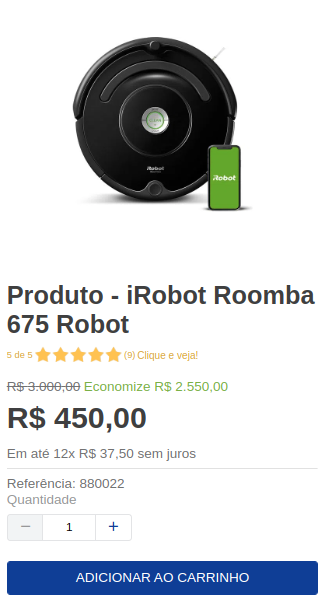 iRobot
iRobot
Produto - iRobot Roomba
675 Robot
5 de 5 (9) Clique e veja!
R$ 3.000,00 Economize R$ 2.550,00
R$ 450,00
Em até 12x R$ 37,50 sem juros
Referência: 880022
Quantidade
− 1 +
ADICIONAR AO CARRINHO